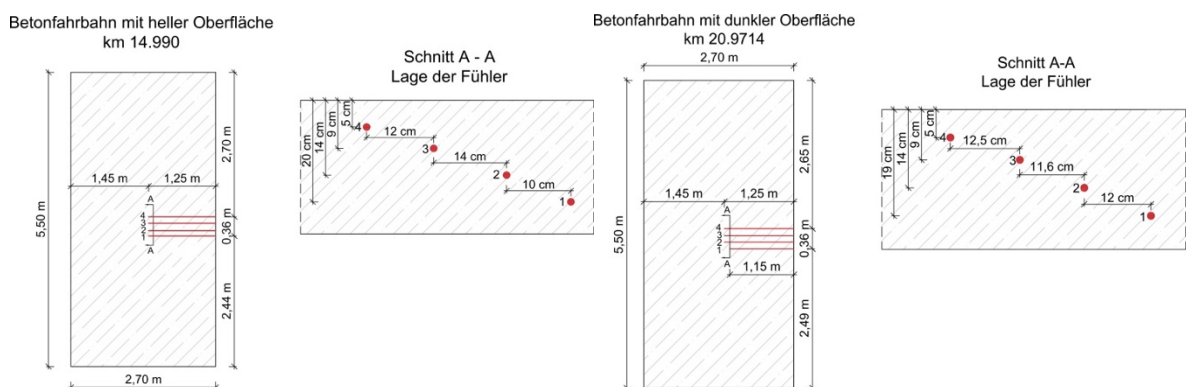 Betonfahrbahn mit heller Oberfläche
km 14.990
5,50 m
1,45 m
1,25 m
A
4
3
2
1
A
2,70 m
0,36 m
2,44 m
2,70 m
Schnitt A - A
Lage der Fühler
20 cm
14 cm
9 cm
5 cm
4
12 cm
3
14 cm
2
10 cm
1
Betonfahrbahn mit dunkler Oberfläche
km 20.9714
2,70 m
5,50 m
1,45 m
1,25 m
A
4
3
2
1
A
1,15 m
2,65 m
0,36 m
2,49 m
Schnitt A-A
Lage der Fühler
19 cm
14 cm
9 cm
5 cm
4
12,5 cm
3
11,6 cm
2
12 cm
1